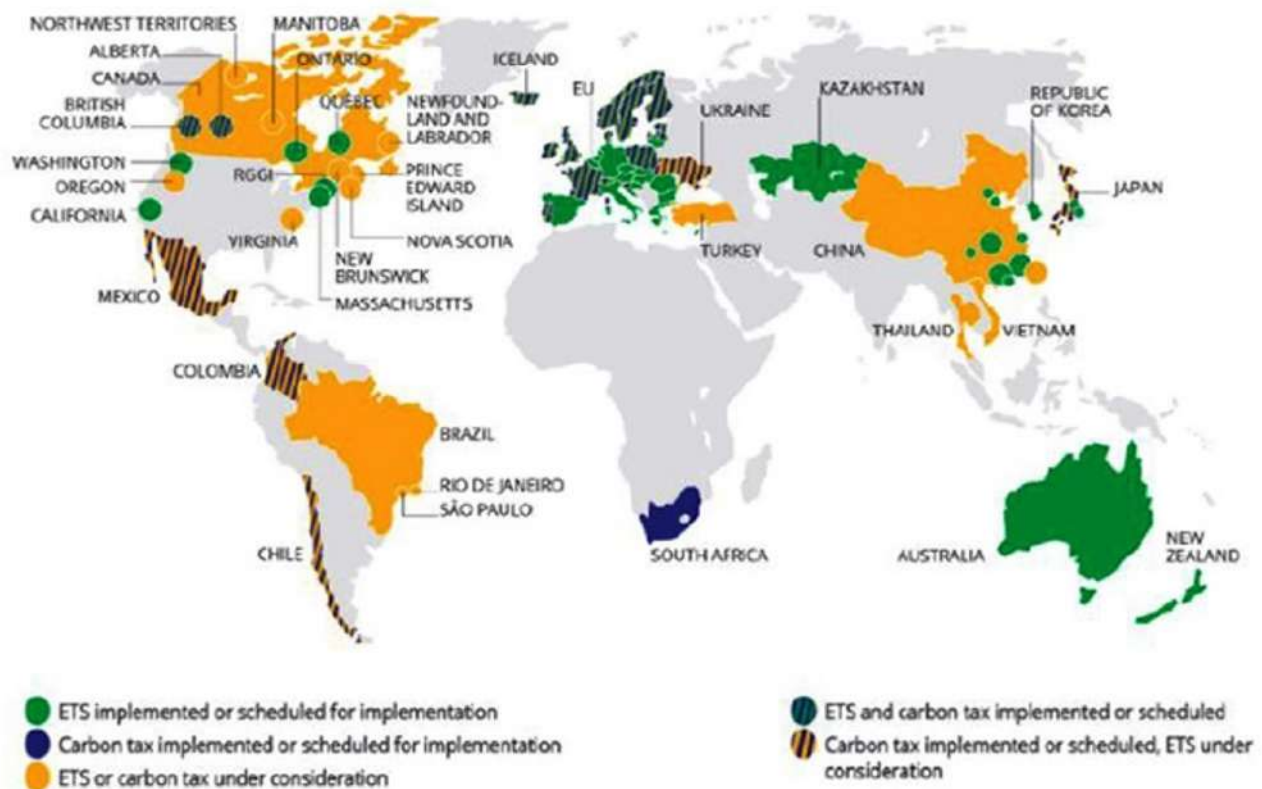 NORTHWEST TERRITORIES
MANITOBA
ALBERTA
ONTARIO
CANADA
BRITISH
COLUMBIA
QUÉBEC
NEWFOUND-
LAND AND
LABRADOR
WASHINGTON
OREGON
CALIFORNIA
RGGI
PRINCE
EDWARD
ISLAND
VIRGINIA
NOVA SCOTIA
NEW
BRUNSWICK
MASSACHUSETTS
MEXICO
COLOMBIA
BRAZIL
RIO DE JANEIRO
SÃO PAULO
CHILE
ICELAND
EU
UKRAINE
KAZAKHSTAN
REPUBLIC
OF KOREA
JAPAN
TURKEY
CHINA
THAILAND
VIETNAM
SOUTH AFRICA
AUSTRALIA
NEW
ZEALAND
ETS implemented or scheduled for implementation
Carbon tax implemented or scheduled for implementation
ETS or carbon tax under consideration
ETS and carbon tax implemented or scheduled
Carbon tax implemented or scheduled, ETS under
consideration